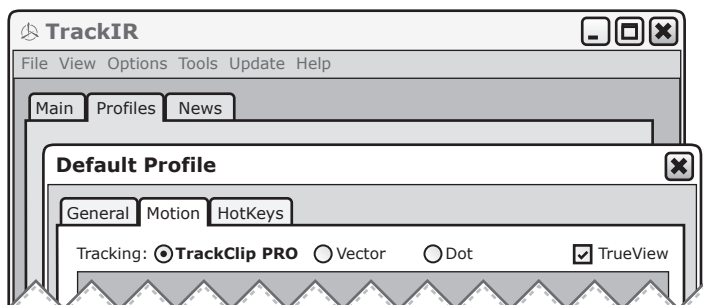 TrackIR
File View Options Tools Update Help
Main Profiles News
Default Profile
General Motion HotKeys
Tracking: TrackClip PRO Vector Dot TrueView